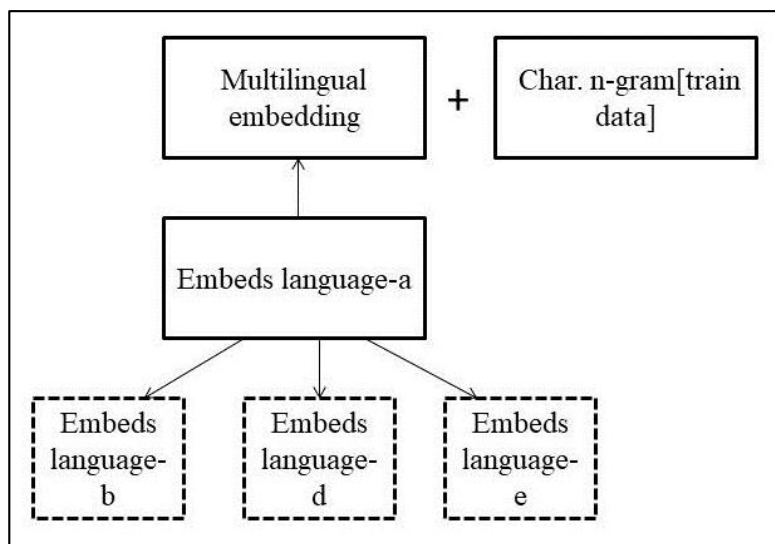 Multilingual
embedding
+
Char. n-gram[train
data]
Embeds language-a
Embeds
language-
b
Embeds
language-
d
Embeds
language-
e